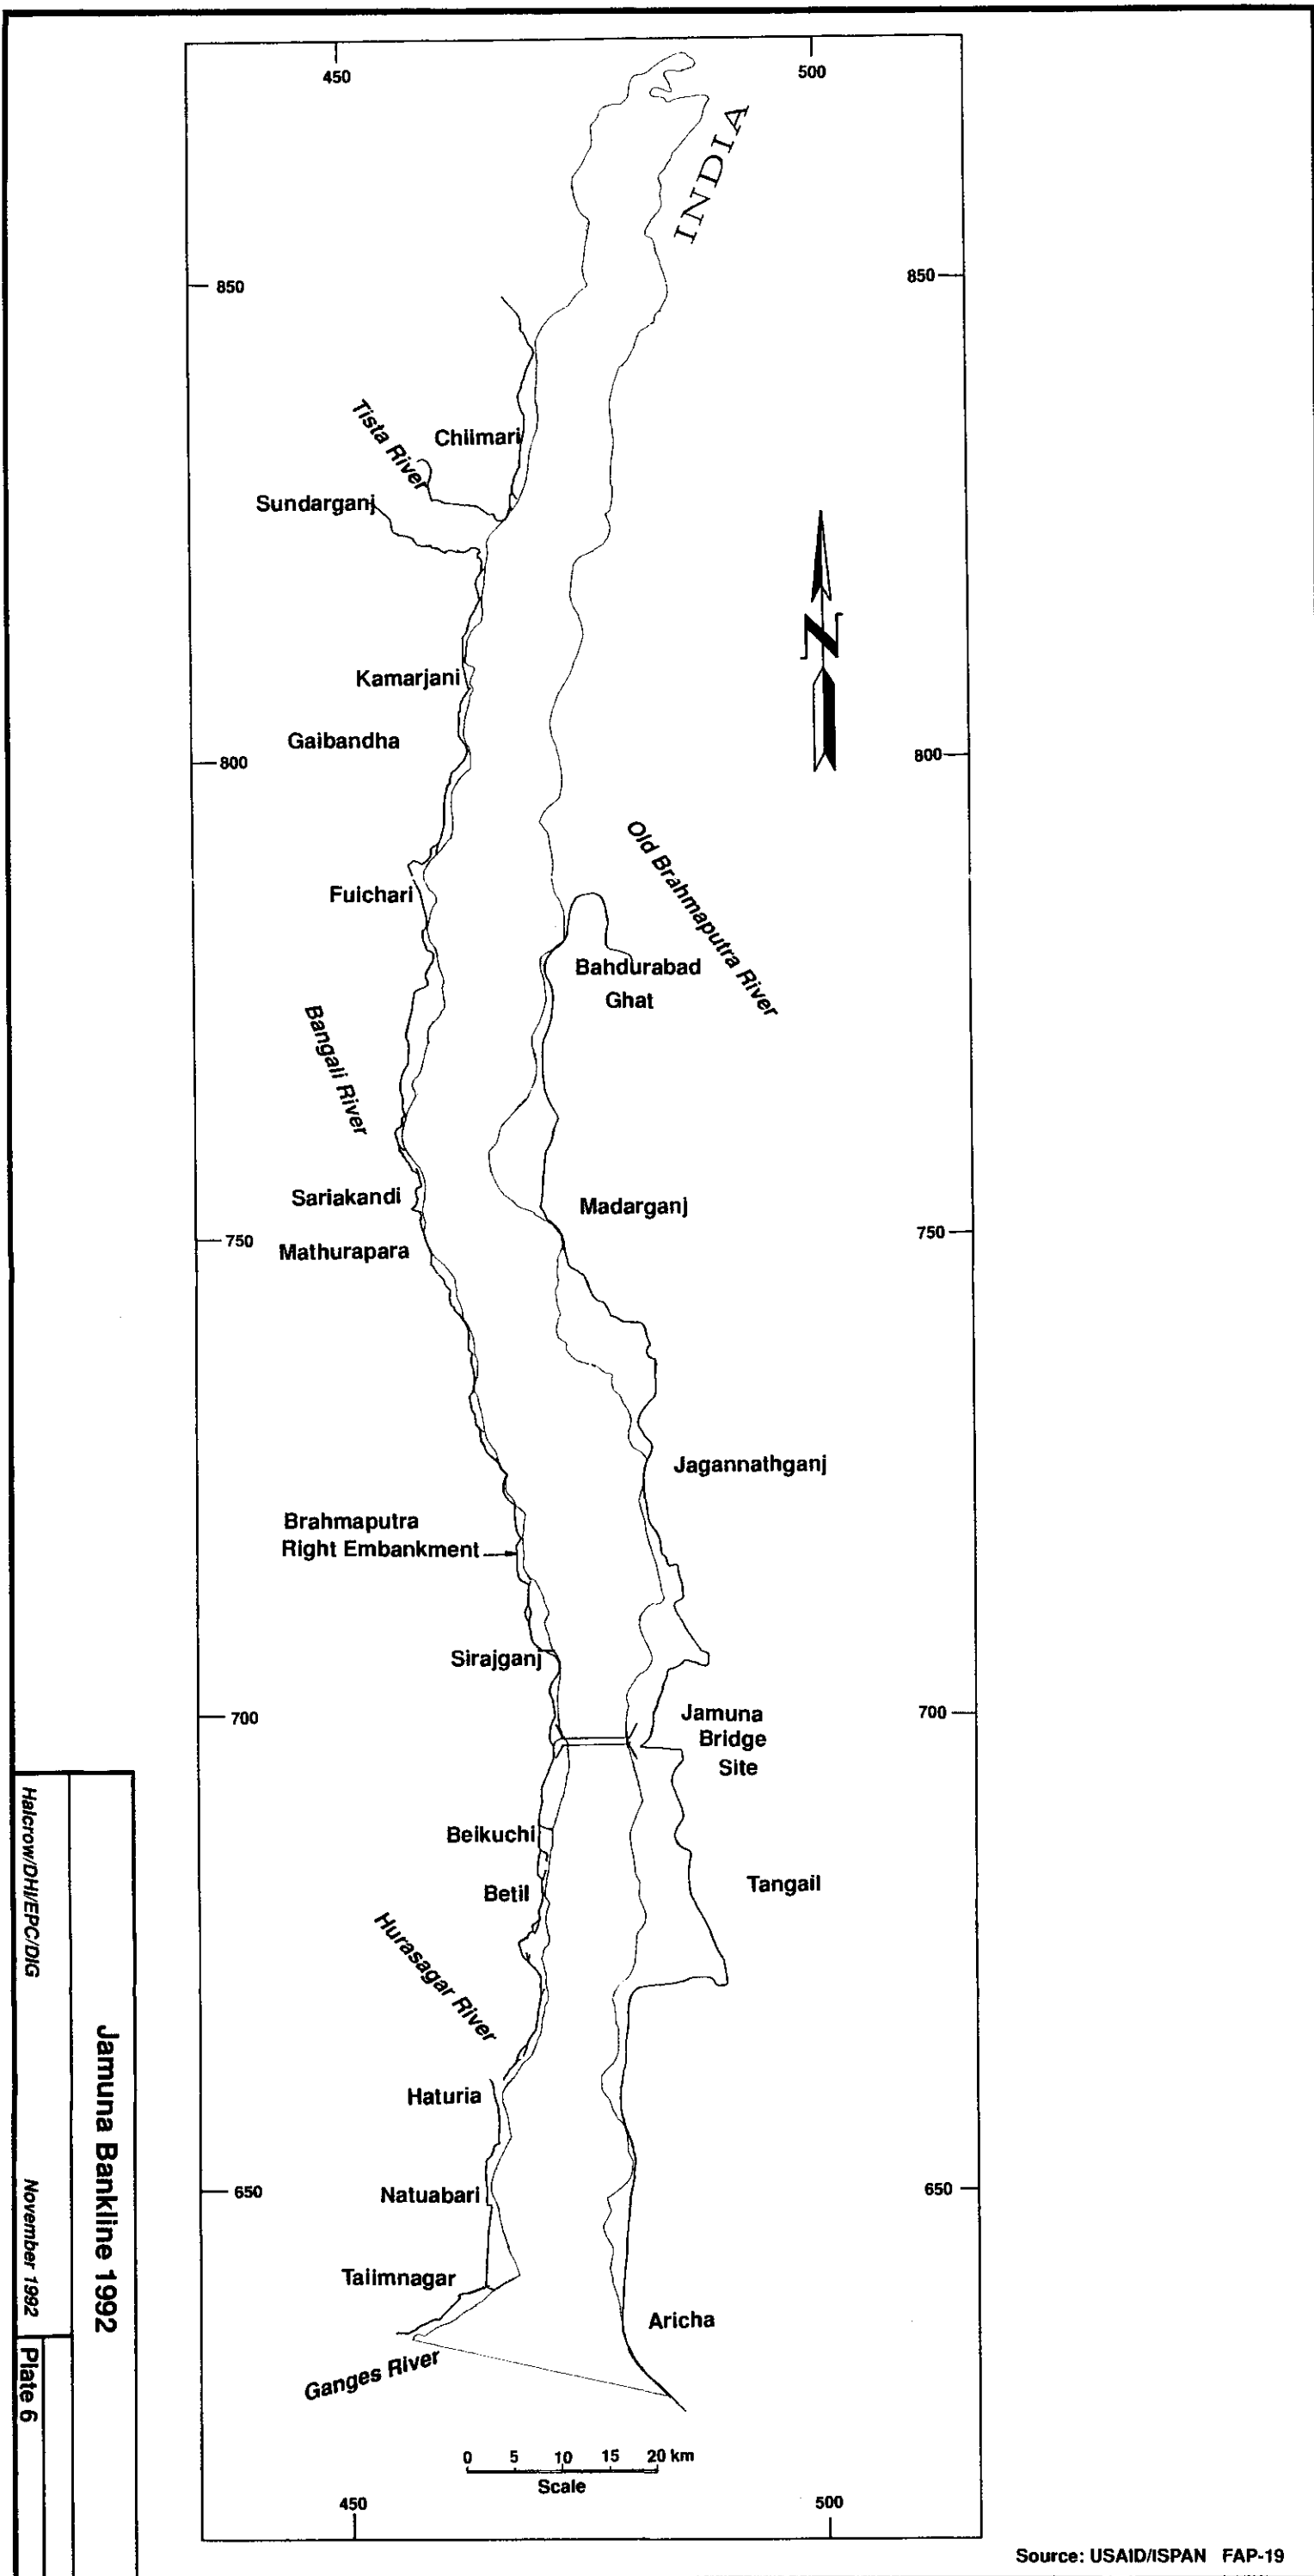 450
500
INDIA
850
850
Tista River
Chilmari
Sundarganj
Kamarjani
Gaibandha
800
800
Old Brahmaputra River
Fulchari
Bahdurabad
Ghat
Bangali River
Sariakandi
Madarganj
750
750
Mathurapara
Jagannathganj
Brahmaputra
Right Embankment
Sirajganj
700
700
Jamuna
Bridge
Site
Belkuchi
Betil
Tangail
Hurasagar River
Haturia
650
650
Natuabari
Talimnagar
Aricha
Ganges River
0 5 10 15 20 km
Scale
450
500
N
Jamuna Bankline 1992
Halcrow/DHI/EPC/DIG
November 1992
Plate 6
Source: USAID/ISPAN FAP-19